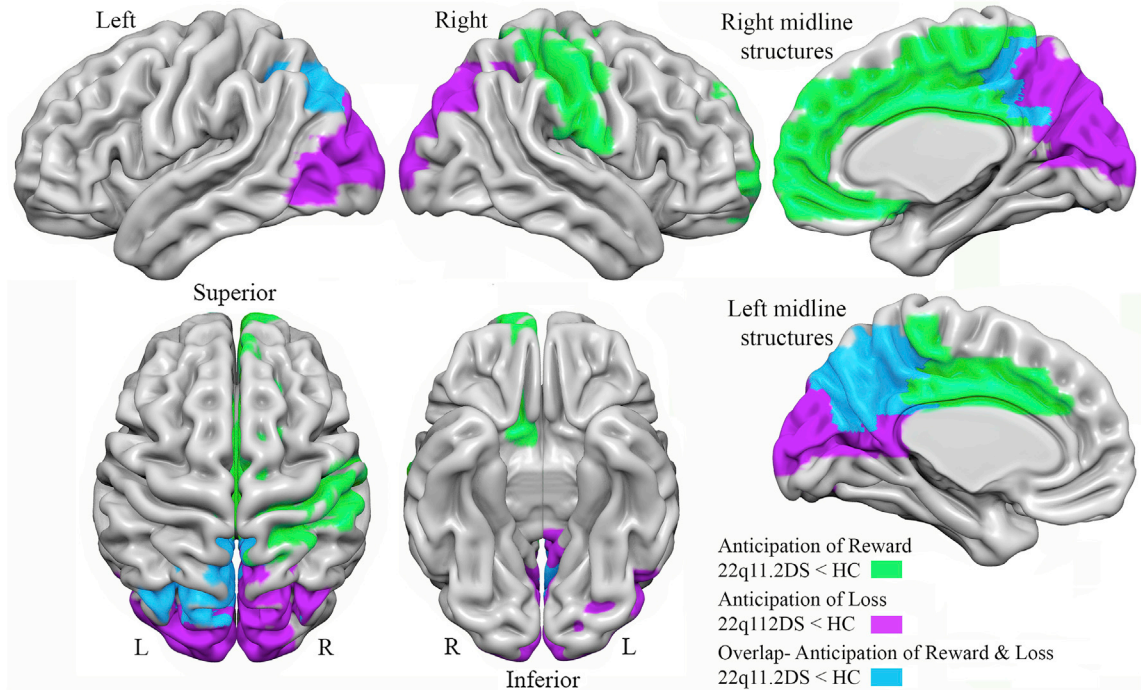 Left
Right
Right midline
structures
Superior
Left midline
structures
L
R
R
L
Inferior
Anticipation of Reward
22q11.2DS < HC
Anticipation of Loss
22q112DS < HC
Overlap- Anticipation of Reward & Loss
22q11.2DS < HC